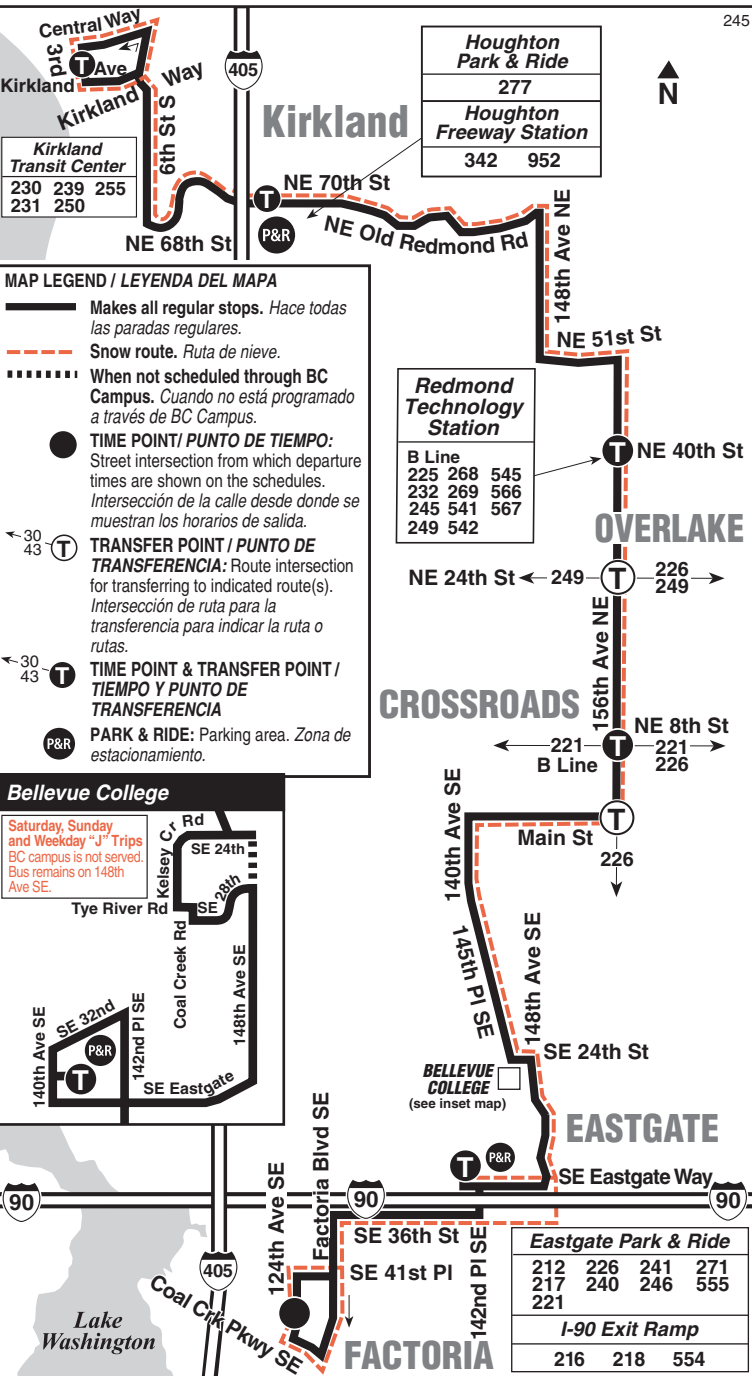 245
Central Way
3rd
T
Ave
Kirkland
Kirkland Way
6th St S
405
Kirkland
Houghton
Park & Ride
277
Houghton
Freeway Station
342 952
N
Kirkland
Transit Center
230 239 255
231 250
T
NE 70th St
P&R
NE 68th St
NE Old Redmond Rd
148th Ave NE
NE 51st St
MAP LEGEND / LEYENDA DEL MAPA
Makes all regular stops. Hace todas
las paradas regulares.
Snow route. Ruta de nieve.
When not scheduled through BC
Campus. Cuando no está programado
a través de BC Campus.
TIME POINT/ PUNTO DE TIEMPO:
Street intersection from which departure
times are shown on the schedules.
Intersección de la calle desde donde se
muestran los horarios de salida.
30
43
T
TRANSFER POINT / PUNTO DE
TRANSFERENCIA: Route intersection
for transferring to indicated route(s).
Intersección de ruta para la
transferencia para indicar la ruta o
rutas.
30
43
T
TIME POINT & TRANSFER POINT /
TIEMPO Y PUNTO DE
TRANSFERENCIA
P&R
PARK & RIDE: Parking area. Zona de
estacionamiento.
Redmond
Technology
Station
B Line
225 268 545
232 269 566
245 541 567
249 542
T
NE 40th St
OVERLAKE
NE 24th St
249
T
226
249
156th Ave NE
CROSSROADS
NE 8th St
221
B Line
T
221
226
140th Ave SE
Main St
T
226
Bellevue College
Saturday, Sunday
and Weekday “J” Trips
BC campus is not served.
Bus remains on 148th
Ave SE.
Kelsey Cr Rd
SE 24th
SE 28th
Tye River Rd
Coal Creek Rd
148th Ave SE
140th Ave SE
SE 32nd
P&R
T
142nd Pl SE
SE Eastgate
145th Pl SE
148th Ave SE
SE 24th St
BELLEVUE
COLLEGE
(see inset map)
EASTGATE
T
P&R
SE Eastgate Way
90
90
90
124th Ave SE
Factoria Blvd SE
SE 36th St
SE 41st Pl
142nd Pl SE
405
Coal Crk Pkwy SE
FACTORIA
Lake
Washington
Eastgate Park & Ride
212 226 241 271
217 240 246 555
221
I-90 Exit Ramp
216 218 554